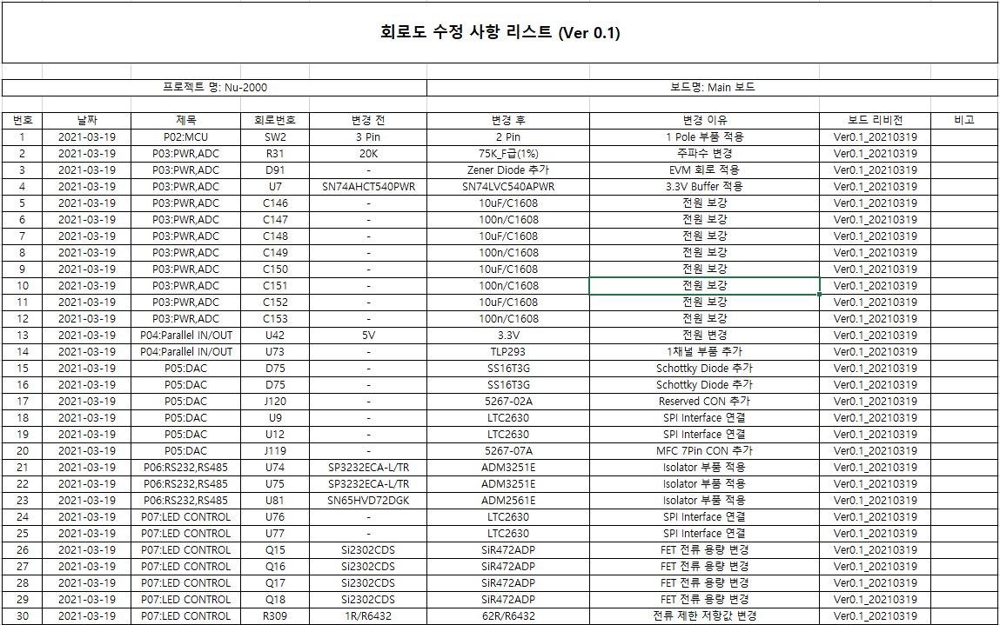 회로도 수정 사항 리스트 (Ver 0.1)
프로젝트 명: Nu-2000 보드명: Main 보드
번호 날짜 제목 회로번호 변경 전 변경 후 변경 이유 보드 리비전 비고
1 2021-03-19 P02:MCU SW2 3 Pin 2 Pin 1 Pole 부품 적용 Ver0.1_20210319
2 2021-03-19 P03:PWR,ADC R31 20K 75K_F급(1%) 주파수 변경 Ver0.1_20210319
3 2021-03-19 P03:PWR,ADC D91 - Zener Diode 추가 EVM 회로 적용 Ver0.1_20210319
4 2021-03-19 P03:PWR,ADC U7 SN74AHCT540PWR SN74LVC540APWR 3.3V Buffer 적용 Ver0.1_20210319
5 2021-03-19 P03:PWR,ADC C146 - 10uF/C1608 전원 보강 Ver0.1_20210319
6 2021-03-19 P03:PWR,ADC C147 - 100n/C1608 전원 보강 Ver0.1_20210319
7 2021-03-19 P03:PWR,ADC C148 - 10uF/C1608 전원 보강 Ver0.1_20210319
8 2021-03-19 P03:PWR,ADC C149 - 100n/C1608 전원 보강 Ver0.1_20210319
9 2021-03-19 P03:PWR,ADC C150 - 10uF/C1608 전원 보강 Ver0.1_20210319
10 2021-03-19 P03:PWR,ADC C151 - 100n/C1608 전원 보강 Ver0.1_20210319
11 2021-03-19 P03:PWR,ADC C152 - 10uF/C1608 전원 보강 Ver0.1_20210319
12 2021-03-19 P03:PWR,ADC C153 - 100n/C1608 전원 보강 Ver0.1_20210319
13 2021-03-19 P04:Parallel IN/OUT U42 5V 3.3V 전원 변경 Ver0.1_20210319
14 2021-03-19 P04:Parallel IN/OUT U73 - TLP293 1채널 부품 추가 Ver0.1_20210319
15 2021-03-19 P05:DAC D75 - SS16T3G Schottky Diode 추가 Ver0.1_20210319
16 2021-03-19 P05:DAC D75 - SS16T3G Schottky Diode 추가 Ver0.1_20210319
17 2021-03-19 P05:DAC J120 - 5267-02A Reserved CON 추가 Ver0.1_20210319
18 2021-03-19 P05:DAC U9 - LTC2630 SPI Interface 연결 Ver0.1_20210319
19 2021-03-19 P05:DAC U12 - LTC2630 SPI Interface 연결 Ver0.1_20210319
20 2021-03-19 P05:DAC J119 - 5267-07A MFC 7Pin CON 추가 Ver0.1_20210319
21 2021-03-19 P06:RS232,RS485 U74 SP3232ECA-L/TR ADM3251E Isolator 부품 적용 Ver0.1_20210319
22 2021-03-19 P06:RS232,RS485 U75 SP3232ECA-L/TR ADM3251E Isolator 부품 적용 Ver0.1_20210319
23 2021-03-19 P06:RS232,RS485 U81 SN65HVD72DGK ADM2561E Isolator 부품 적용 Ver0.1_20210319
24 2021-03-19 P07:LED CONTROL U76 - LTC2630 SPI Interface 연결 Ver0.1_20210319
25 2021-03-19 P07:LED CONTROL U77 - LTC2630 SPI Interface 연결 Ver0.1_20210319
26 2021-03-19 P07:LED CONTROL Q15 Si2302CDS SiR472ADP FET 전류 용량 변경 Ver0.1_20210319
27 2021-03-19 P07:LED CONTROL Q16 Si2302CDS SiR472ADP FET 전류 용량 변경 Ver0.1_20210319
28 2021-03-19 P07:LED CONTROL Q17 Si2302CDS SiR472ADP FET 전류 용량 변경 Ver0.1_20210319
29 2021-03-19 P07:LED CONTROL Q18 Si2302CDS SiR472ADP FET 전류 용량 변경 Ver0.1_20210319
30 2021-03-19 P07:LED CONTROL R309 1R/R6432 62R/R6432 전류 제한 저항값 변경 Ver0.1_20210319